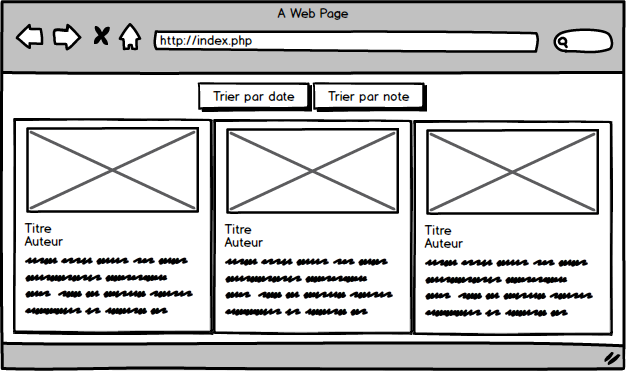 A Web Page
http://index.php
Trier par date
Trier par note
Titre
Auteur
Titre
Auteur
Titre
Auteur